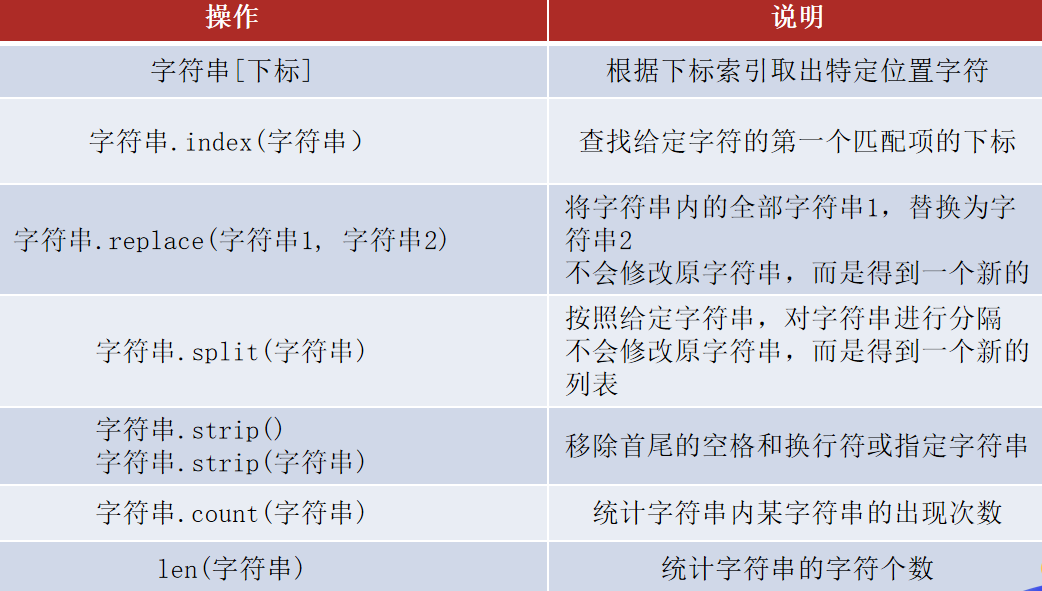 操作
说明
字符串[下标]
根据下标索引取出特定位置字符
字符串.index(字符串）
查找给定字符的第一个匹配项的下标
字符串.replace(字符串1, 字符串2)
将字符串内的全部字符串1，替换为字
符串2
不会修改原字符串，而是得到一个新的
字符串.split(字符串)
按照给定字符串，对字符串进行分隔
不会修改原字符串，而是得到一个新的
列表
字符串.strip()
字符串.strip(字符串)
移除首尾的空格和换行符或指定字符串
字符串.count(字符串)
统计字符串内某字符串的出现次数
len(字符串)
统计字符串的字符个数